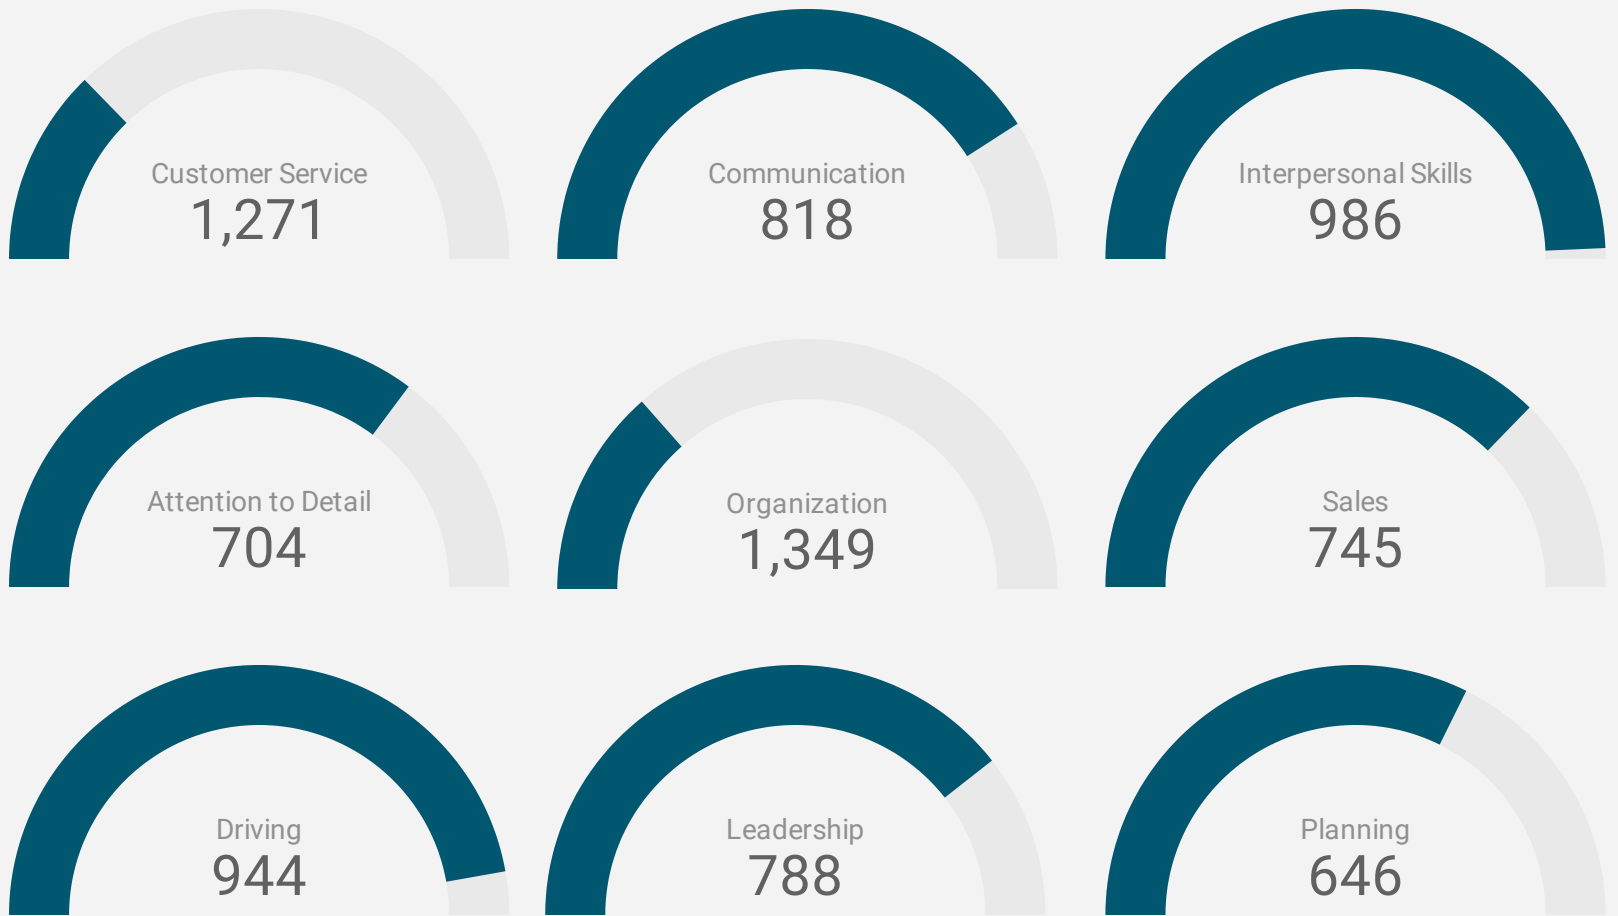 Customer Service
1,271
Communication
818
Interpersonal Skills
986
Attention to Detail
704
Organization
1,349
Sales
745
Driving
944
Leadership
788
Planning
646